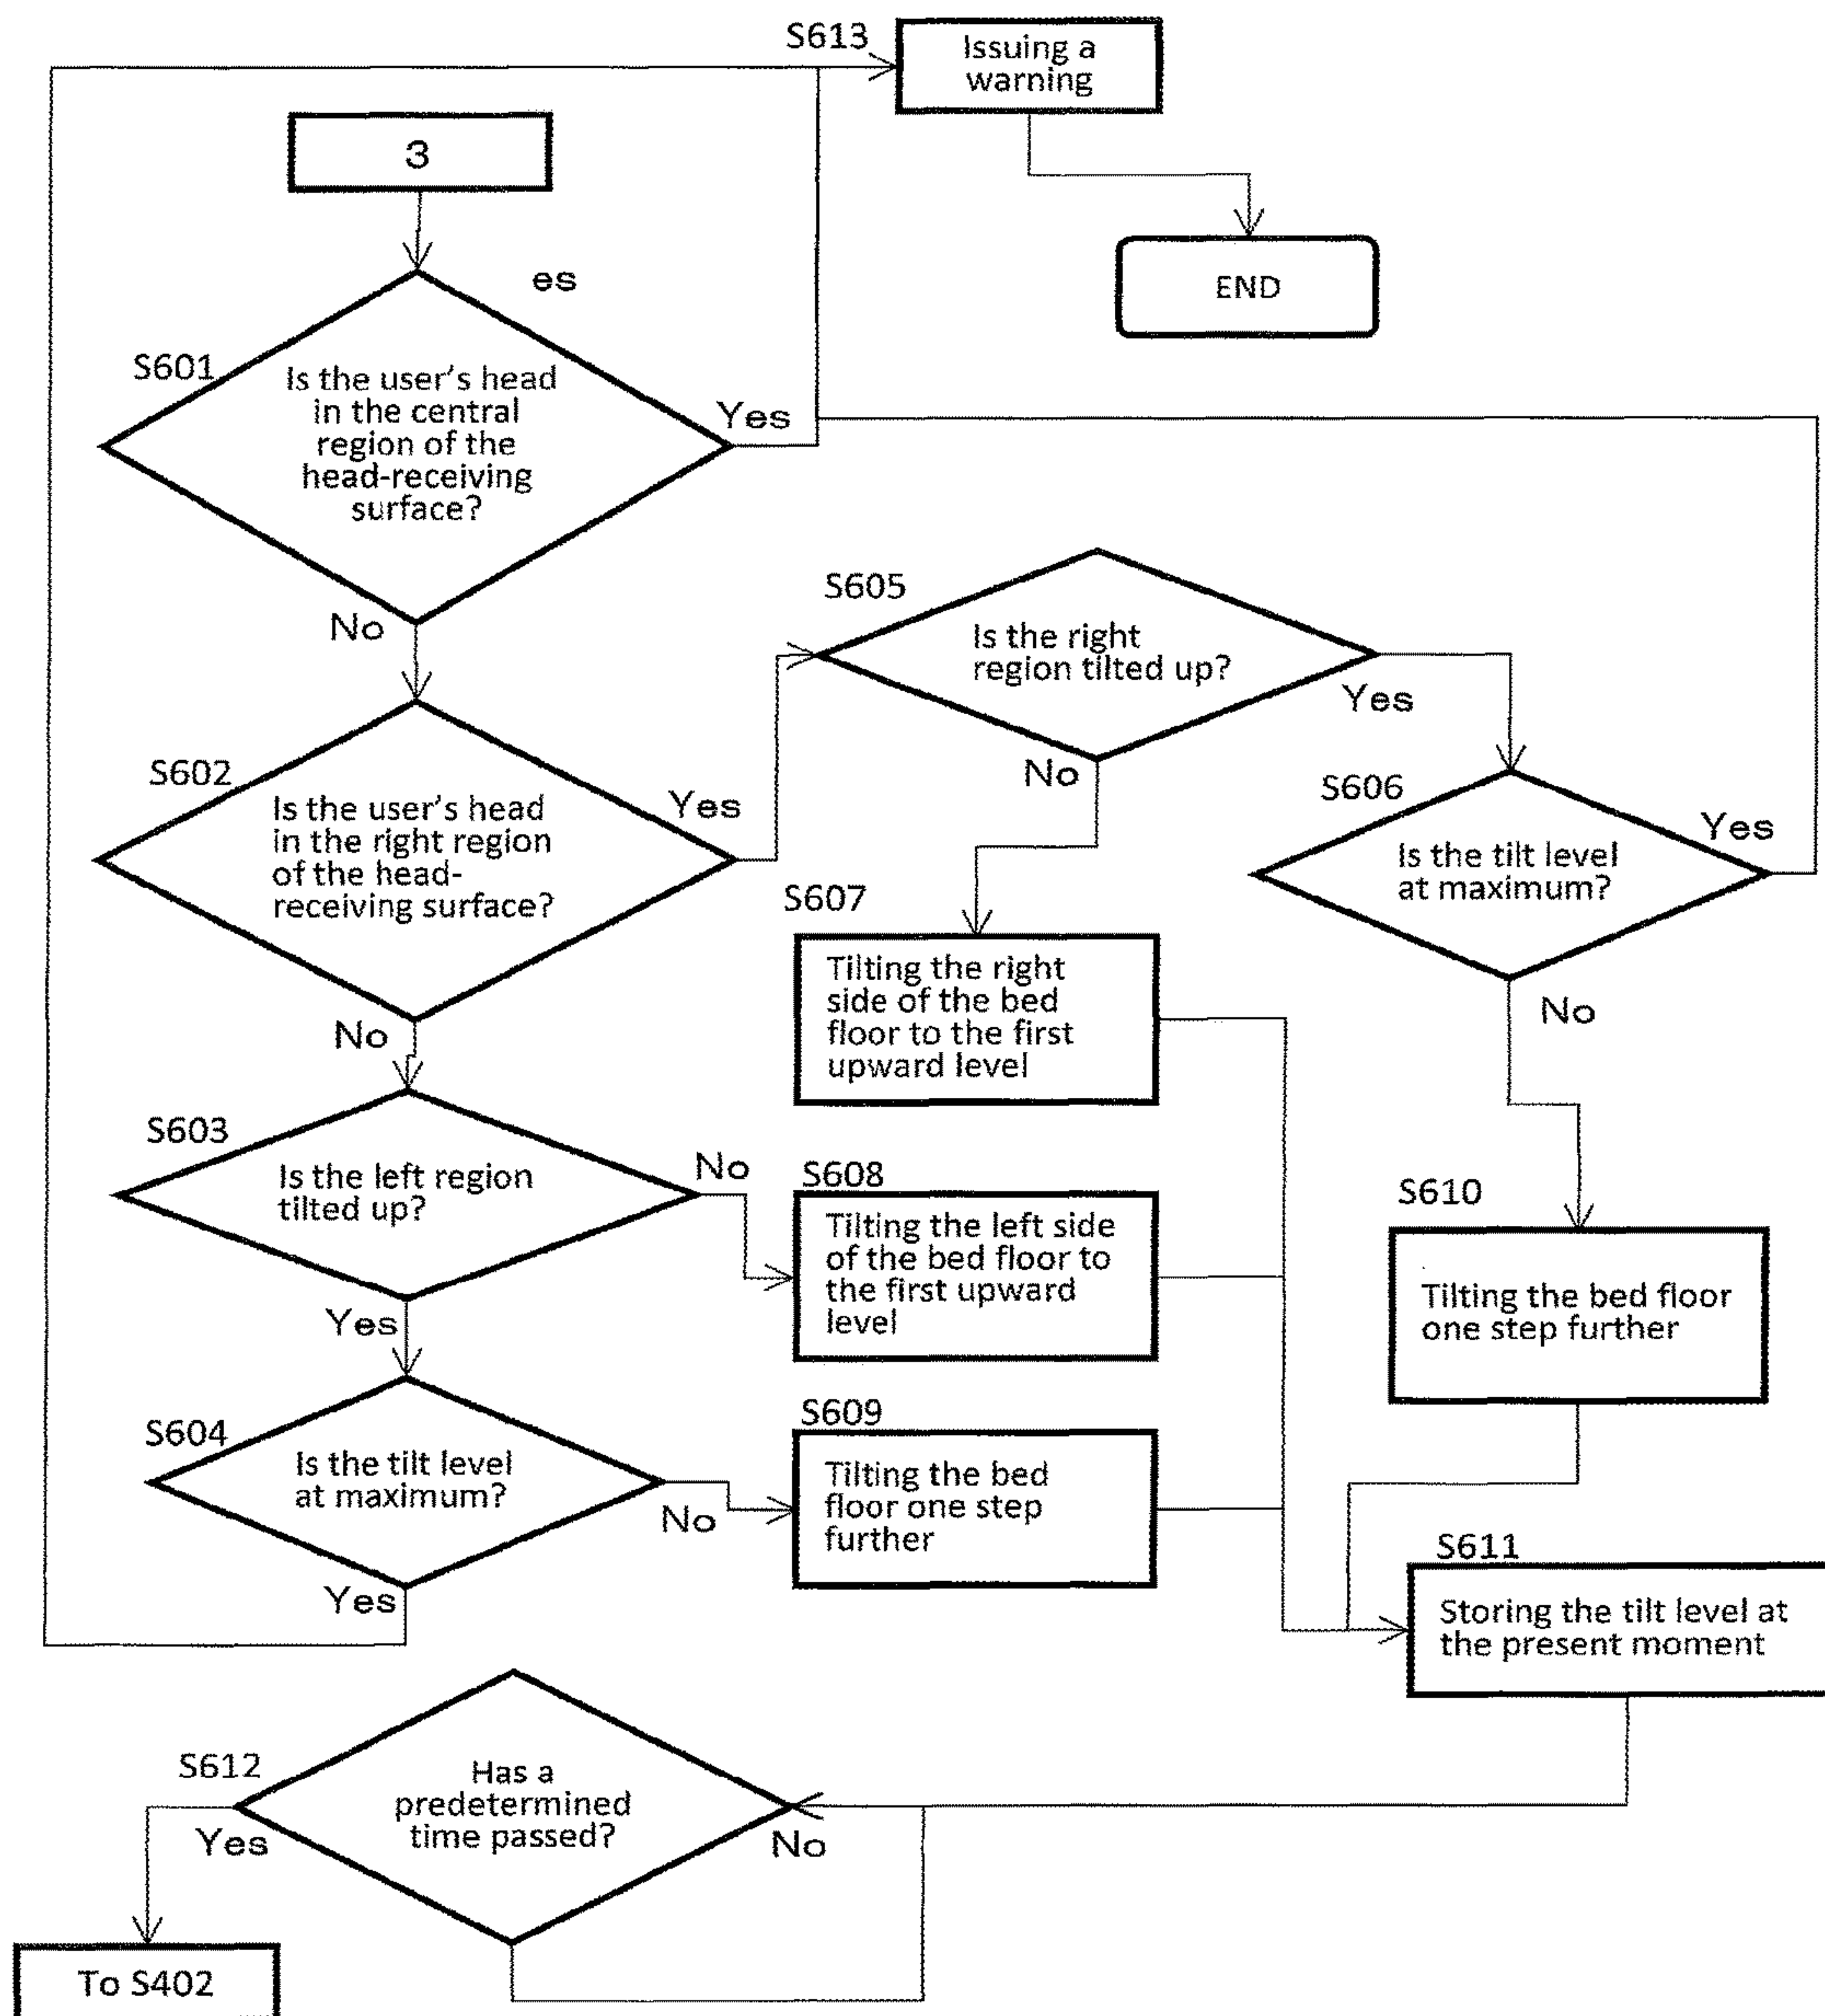 S613
Issuing a
warning
3
es
END
S601
Is the user's head
in the central
region of the
head-receiving
surface?
Yes
No
S605
Is the right
region tilted up?
Yes
No
S602
Is the user's head
in the right region
of the head-
receiving surface?
Yes
No
S606
Is the tilt level
at maximum?
Yes
No
S607
Tilting the right
side of the bed
floor to the first
upward level
S603
Is the left region
tilted up?
No
Yes
S608
Tilting the left side
of the bed floor to
the first upward
level
S610
Tilting the bed floor
one step further
S604
Is the tilt level
at maximum?
No
Yes
S609
Tilting the bed
floor one step
further
S611
Storing the tilt level at
the present moment
S612
Has a
predetermined
time passed?
Yes
No
To S402